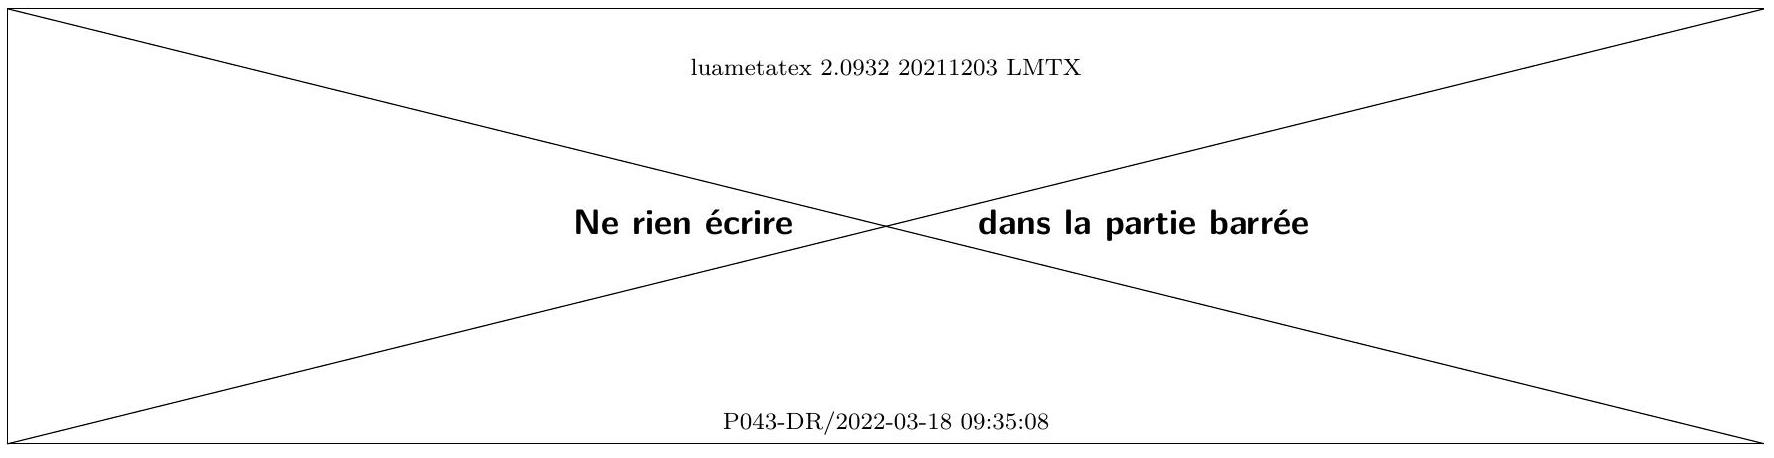 luametatex 2.0932 20211203 LMTX
Ne rien écrire dans la partie barrée
P043-DR/2022-03-18 09:35:08